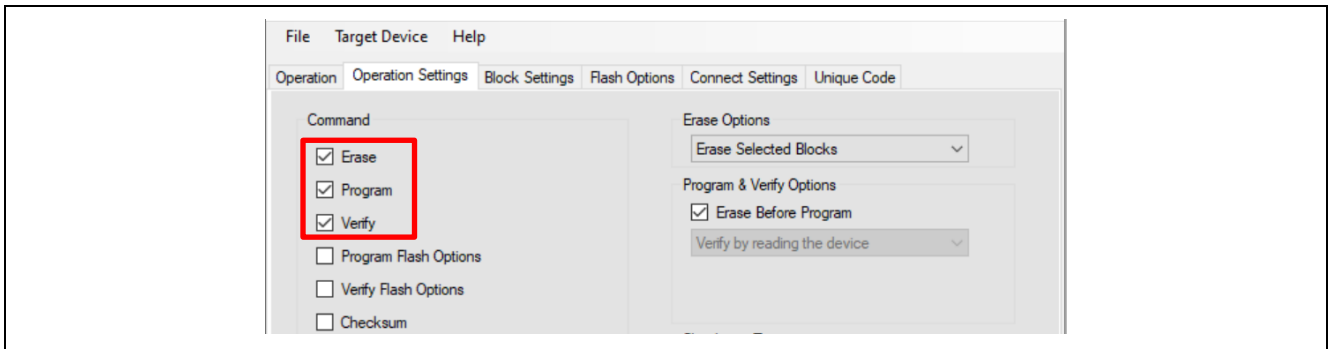 File Target Device Help
Operation Operation Settings Block Settings Flash Options Connect Settings Unique Code
Command
Erase
Program
Verify
Program Flash Options
Verify Flash Options
Checksum
Erase Options
Erase Selected Blocks
Program & Verify Options
Erase Before Program
Verify by reading the device